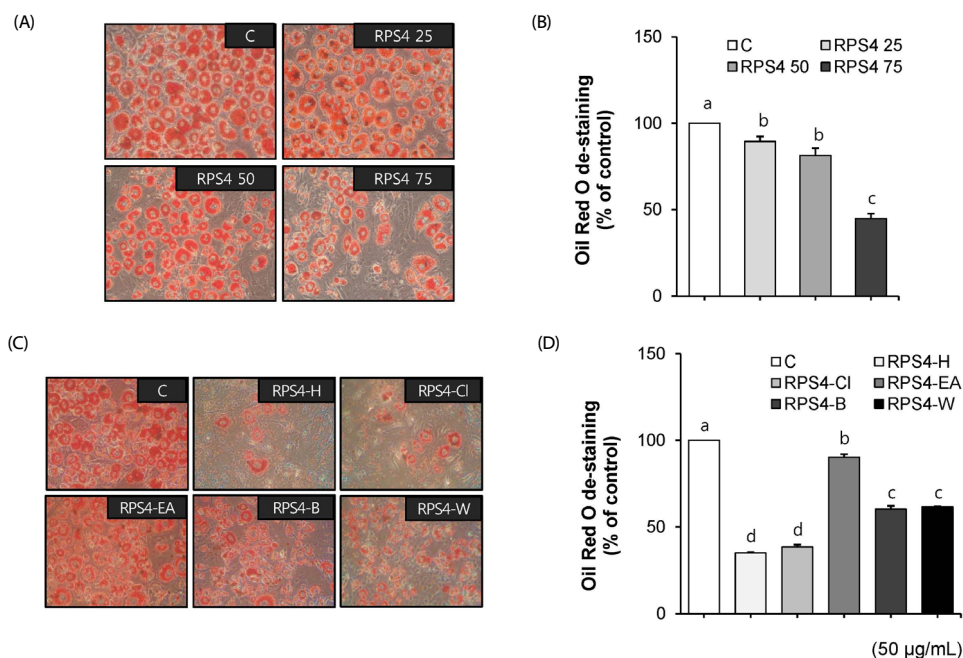 (A)
C
RPS4 25
RPS4 50
RPS4 75
(B)
Oil Red O de-staining
(% of control)
150
100
50
0
C
RPS4 25
RPS4 50
RPS4 75
a
b
b
c
(C)
C
RPS4-H
RPS4-Cl
RPS4-EA
RPS4-B
RPS4-W
(D)
Oil Red O de-staining
(% of control)
150
100
50
0
C
RPS4-H
RPS4-Cl
RPS4-EA
RPS4-B
RPS4-W
a
d
d
b
c
c
(50 µg/mL)